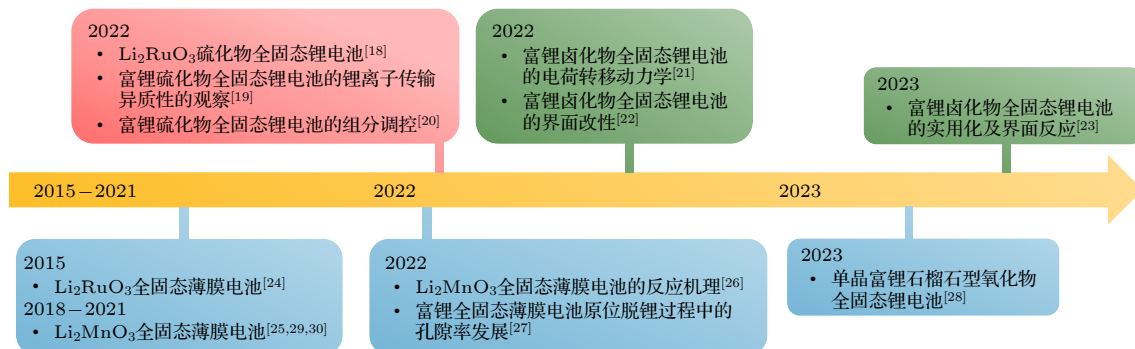 2022
• Li₂RuO₃硫化物全固态锂电池[18]
• 富锂硫化物全固态锂电池的锂离子传输
异质性的观察[19]
• 富锂硫化物全固态锂电池的组分调控[20]
2022
• 富锂卤化物全固态锂电池
的电荷转移动力学[21]
• 富锂卤化物全固态锂电池
的界面改性[22]
2023
• 富锂卤化物全固态锂电池
的实用化及界面反应[23]
2015-2021
2022
2023
2015
• Li₂RuO₃全固态薄膜电池[24]
2018-2021
• Li₂MnO₃全固态薄膜电池[25,29,30]
2022
• Li₂MnO₃全固态薄膜电池的反应机理[26]
• 富锂全固态薄膜电池原位脱锂过程中的
孔隙率发展[27]
2023
• 单晶富锂石榴石型氧化物
全固态锂电池[28]